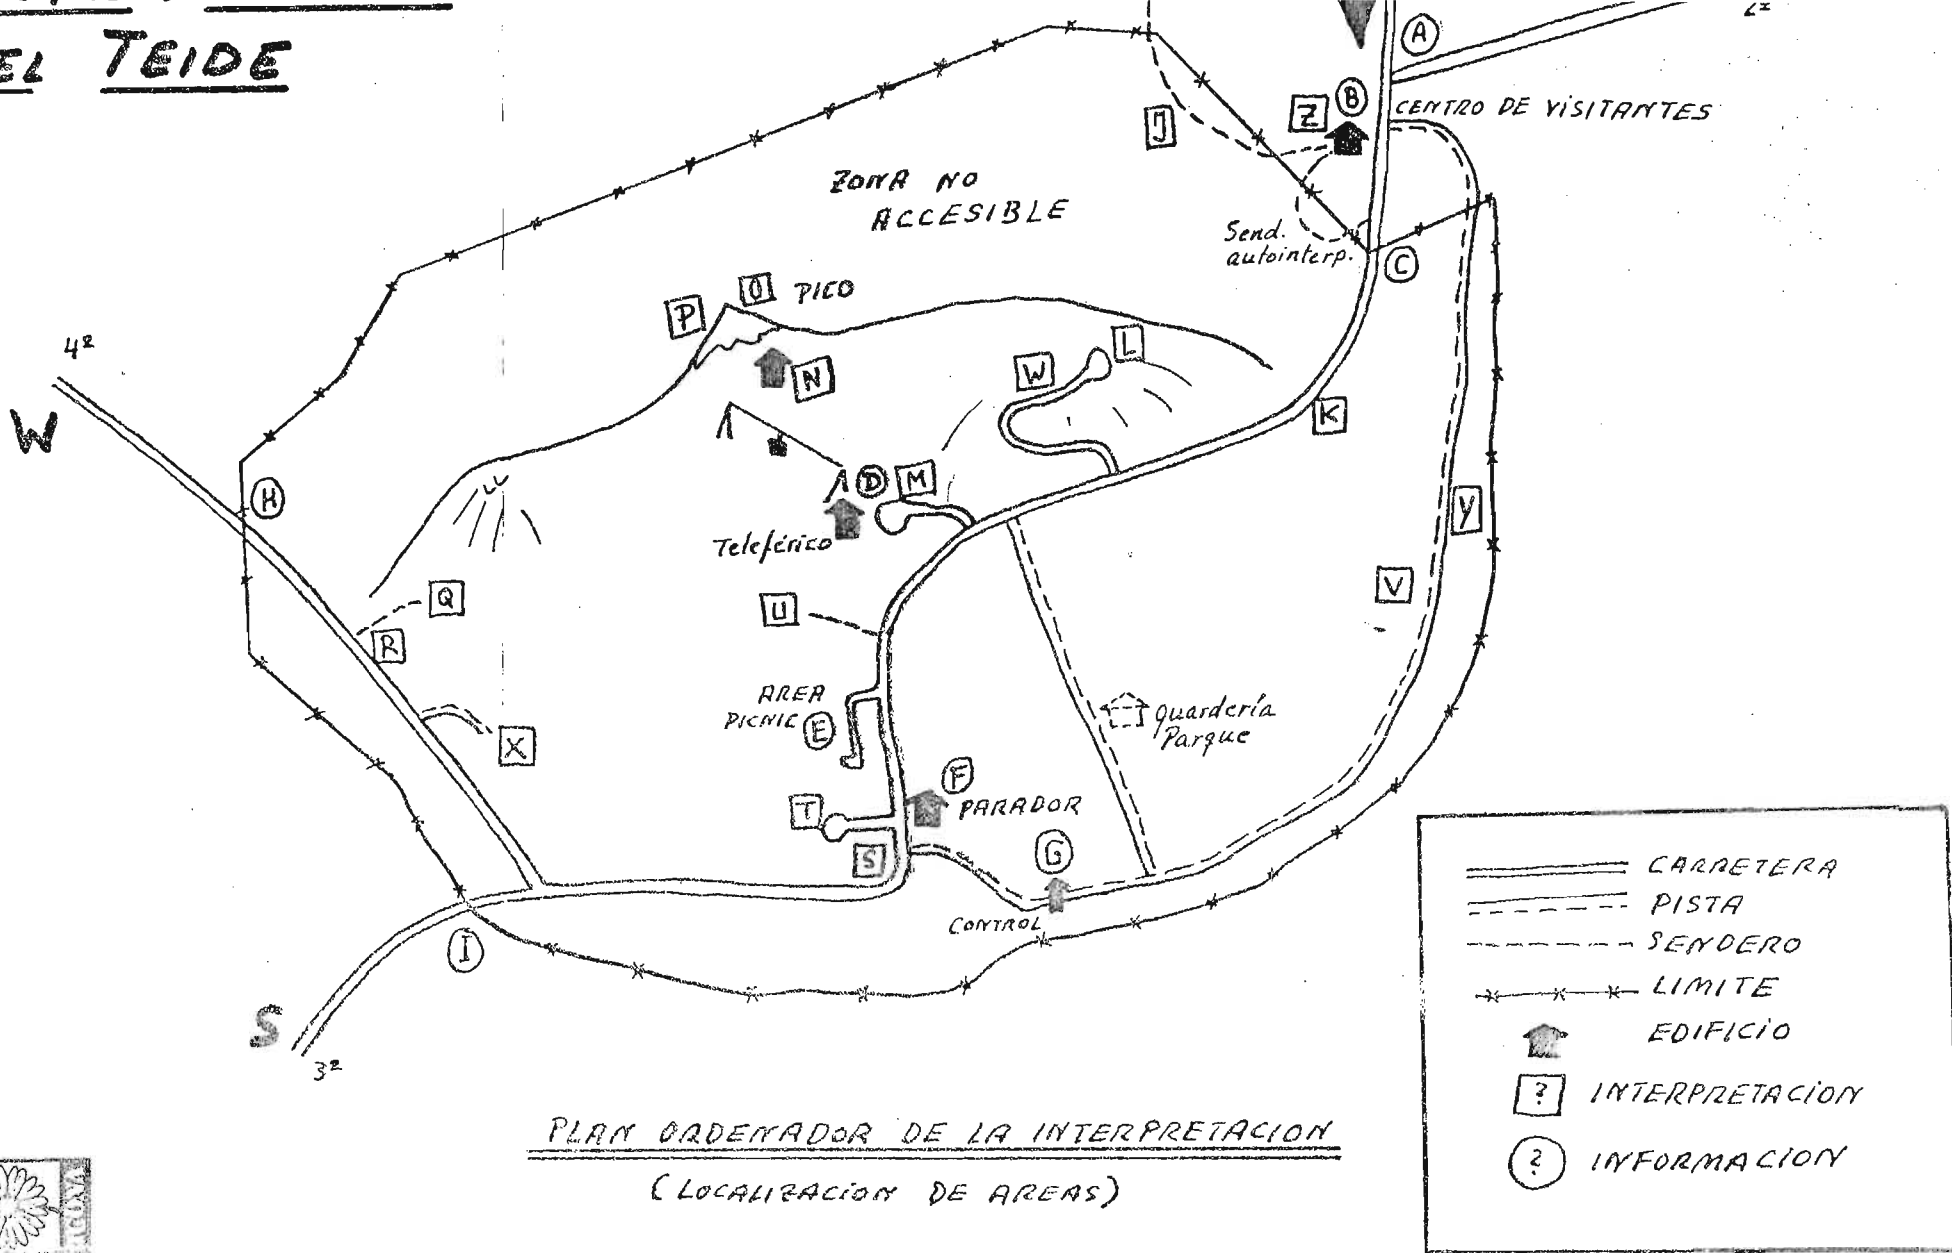 EL TEIDE
A
B
Z
CENTRO DE VISITANTES
J
ZONA NO
ACCESIBLE
Send.
autointerp.
C
O
PICO
P
L
W
N
K
4ª
W
H
D
M
Teleférico
Y
V
Q
U
R
AREA
PICNIC
E
Guardería
Parque
X
F
T
PARADOR
S
G
CONTROL
I
S
3ª
CARRETERA
PISTA
SENDERO
LIMITE
EDIFICIO
? INTERPRETACION
? INFORMACION
PLAN ORDENADOR DE LA INTERPRETACION
(LOCALIZACION DE AREAS)
ICONA